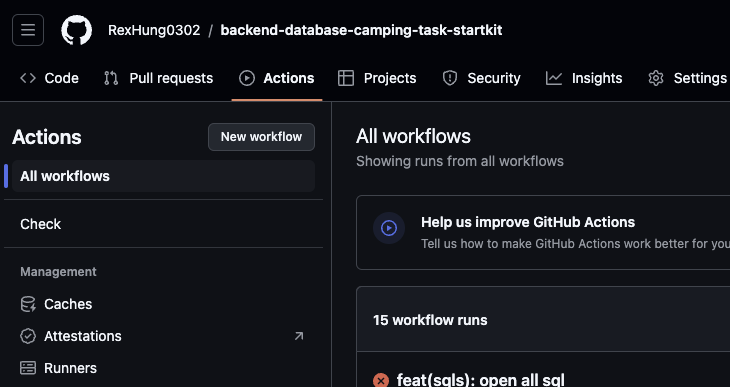 RexHung0302 / backend-database-camping-task-startkit
Code Pull requests Actions Projects Security Insights Settings
Actions
New workflow
All workflows
Check
Management
Caches
Attestations
Runners
All workflows
Showing runs from all workflows
Help us improve GitHub Actions
Tell us how to make GitHub Actions work better for you
15 workflow runs
feat(sqls): open all sql